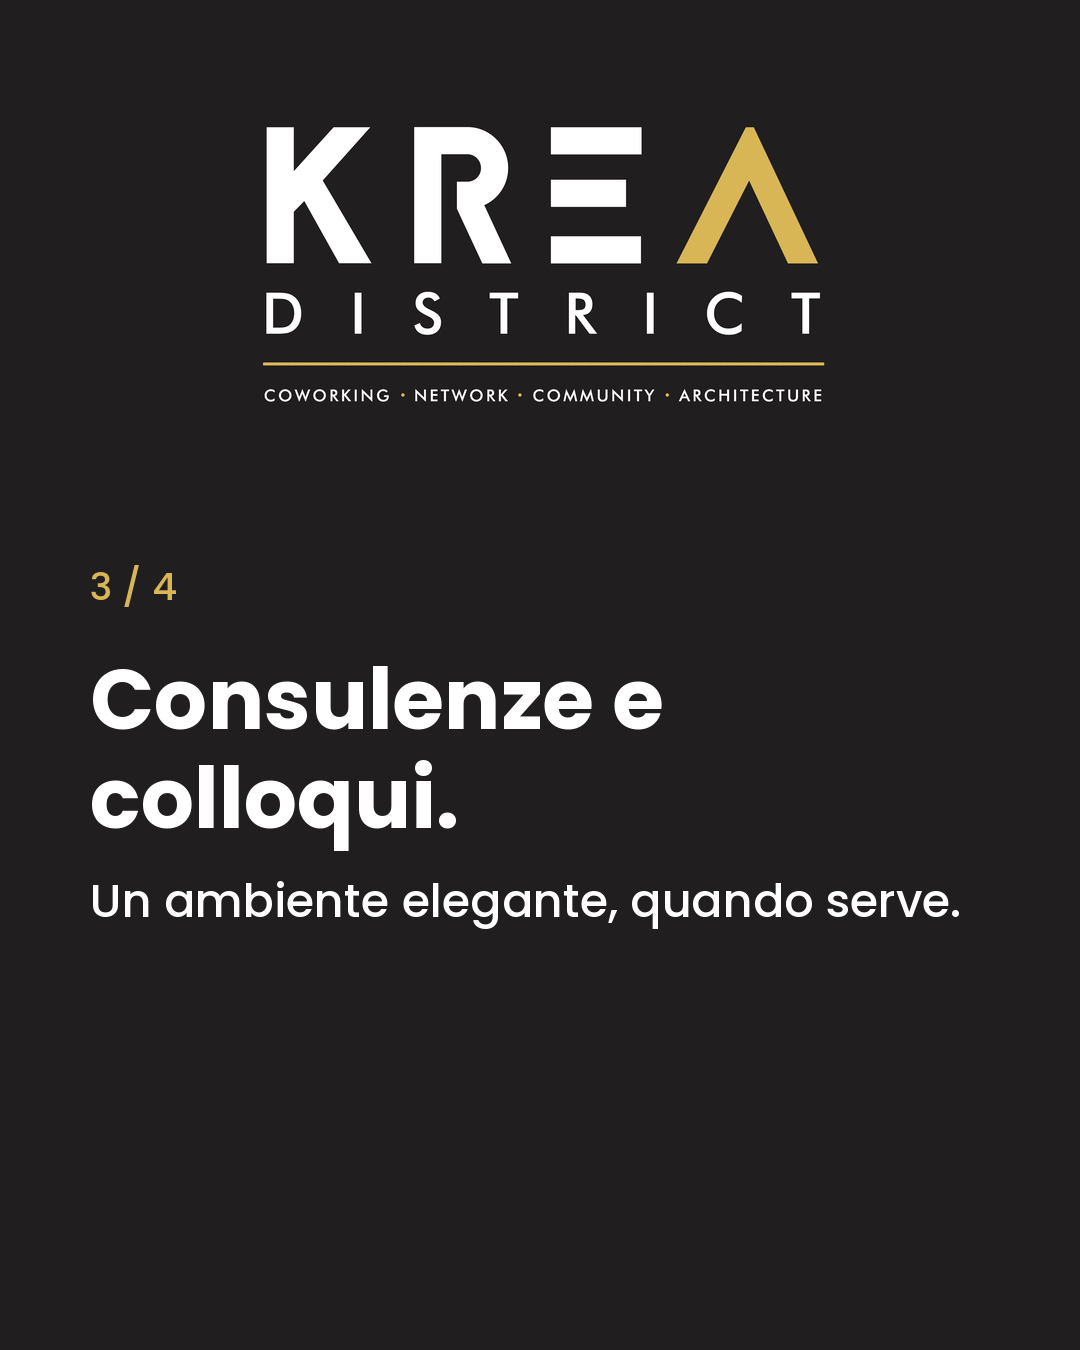 KREA
DISTRICT
COWORKING • NETWORK • COMMUNITY • ARCHITECTURE
3 / 4
Consulenze e
colloqui.
Un ambiente elegante, quando serve.